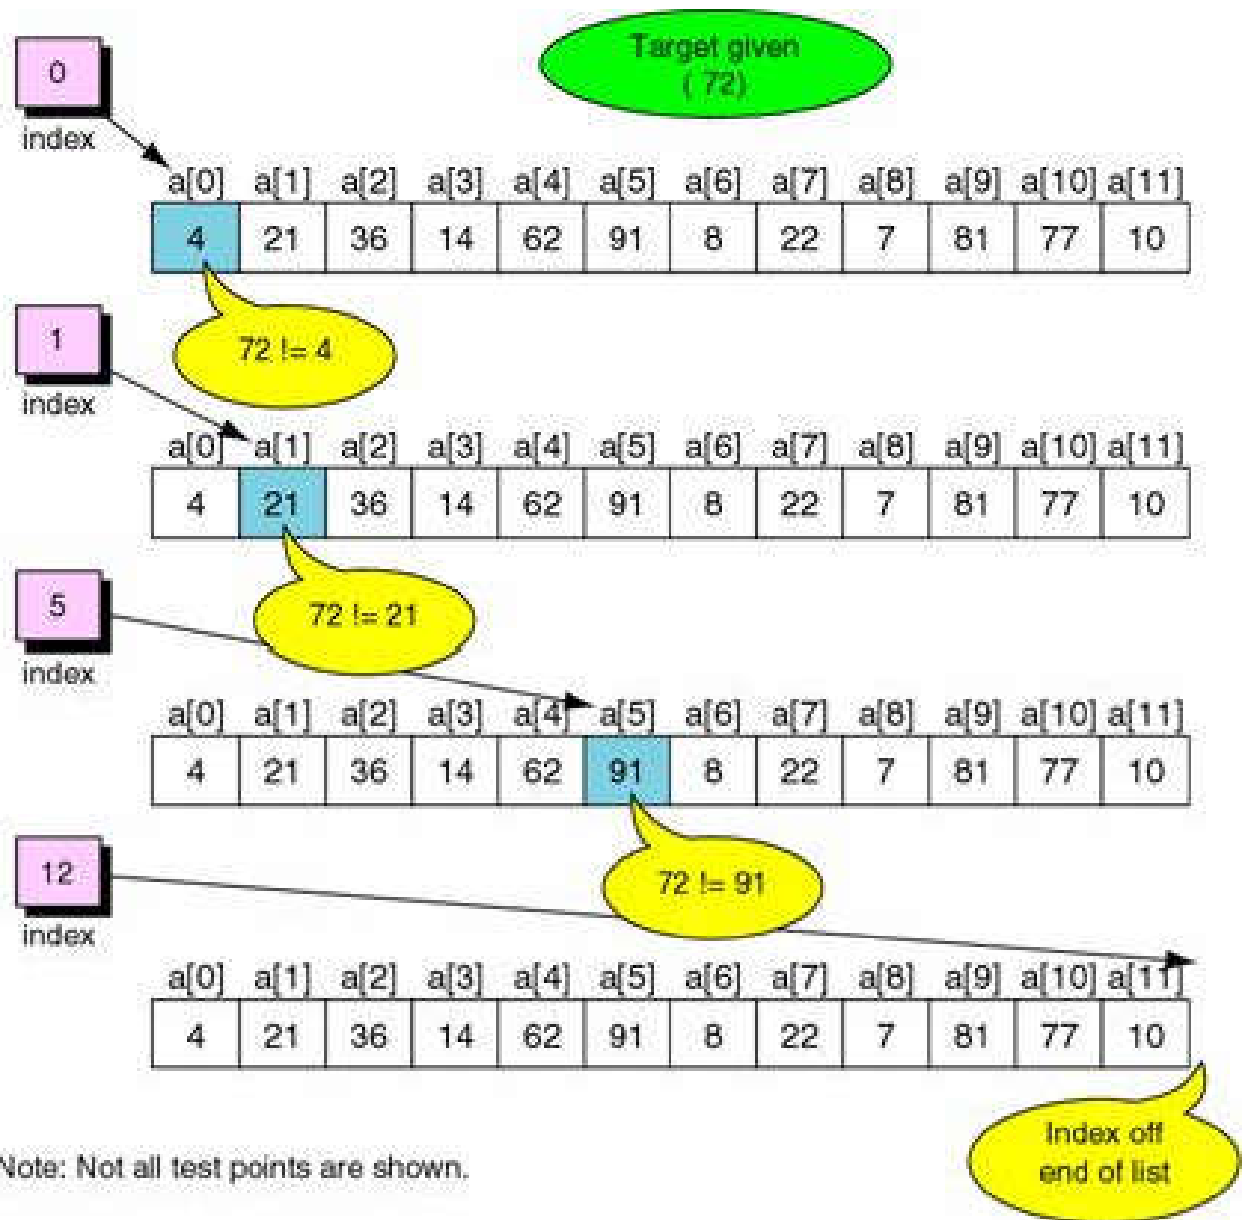 Target given
( 72)
0
index
a[0] a[1] a[2] a[3] a[4] a[5] a[6] a[7] a[8] a[9] a[10] a[11]
4 21 36 14 62 91 8 22 7 81 77 10
72 != 4
1
index
a[0] a[1] a[2] a[3] a[4] a[5] a[6] a[7] a[8] a[9] a[10] a[11]
4 21 36 14 62 91 8 22 7 81 77 10
72 != 21
5
index
a[0] a[1] a[2] a[3] a[4] a[5] a[6] a[7] a[8] a[9] a[10] a[11]
4 21 36 14 62 91 8 22 7 81 77 10
72 != 91
12
index
a[0] a[1] a[2] a[3] a[4] a[5] a[6] a[7] a[8] a[9] a[10] a[11]
4 21 36 14 62 91 8 22 7 81 77 10
Index off
end of list
Note: Not all test points are shown.